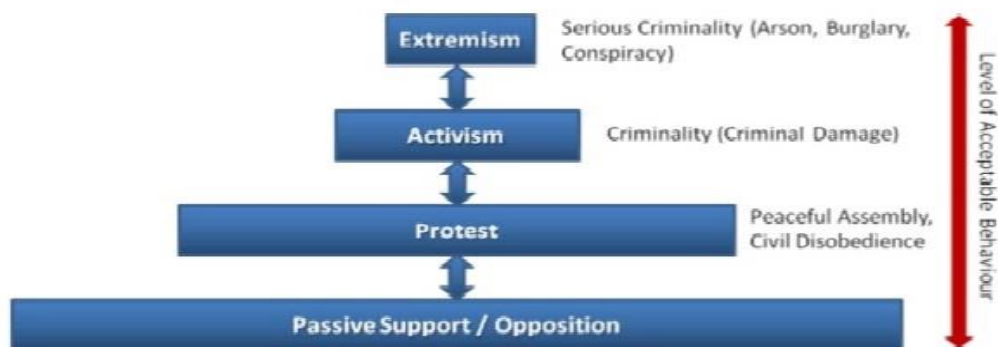 Extremism
Serious Criminality (Arson, Burglary,
Conspiracy)
Activism
Criminality (Criminal Damage)
Protest
Peaceful Assembly,
Civil Disobedience
Passive Support / Opposition
Level of Acceptable Behaviour